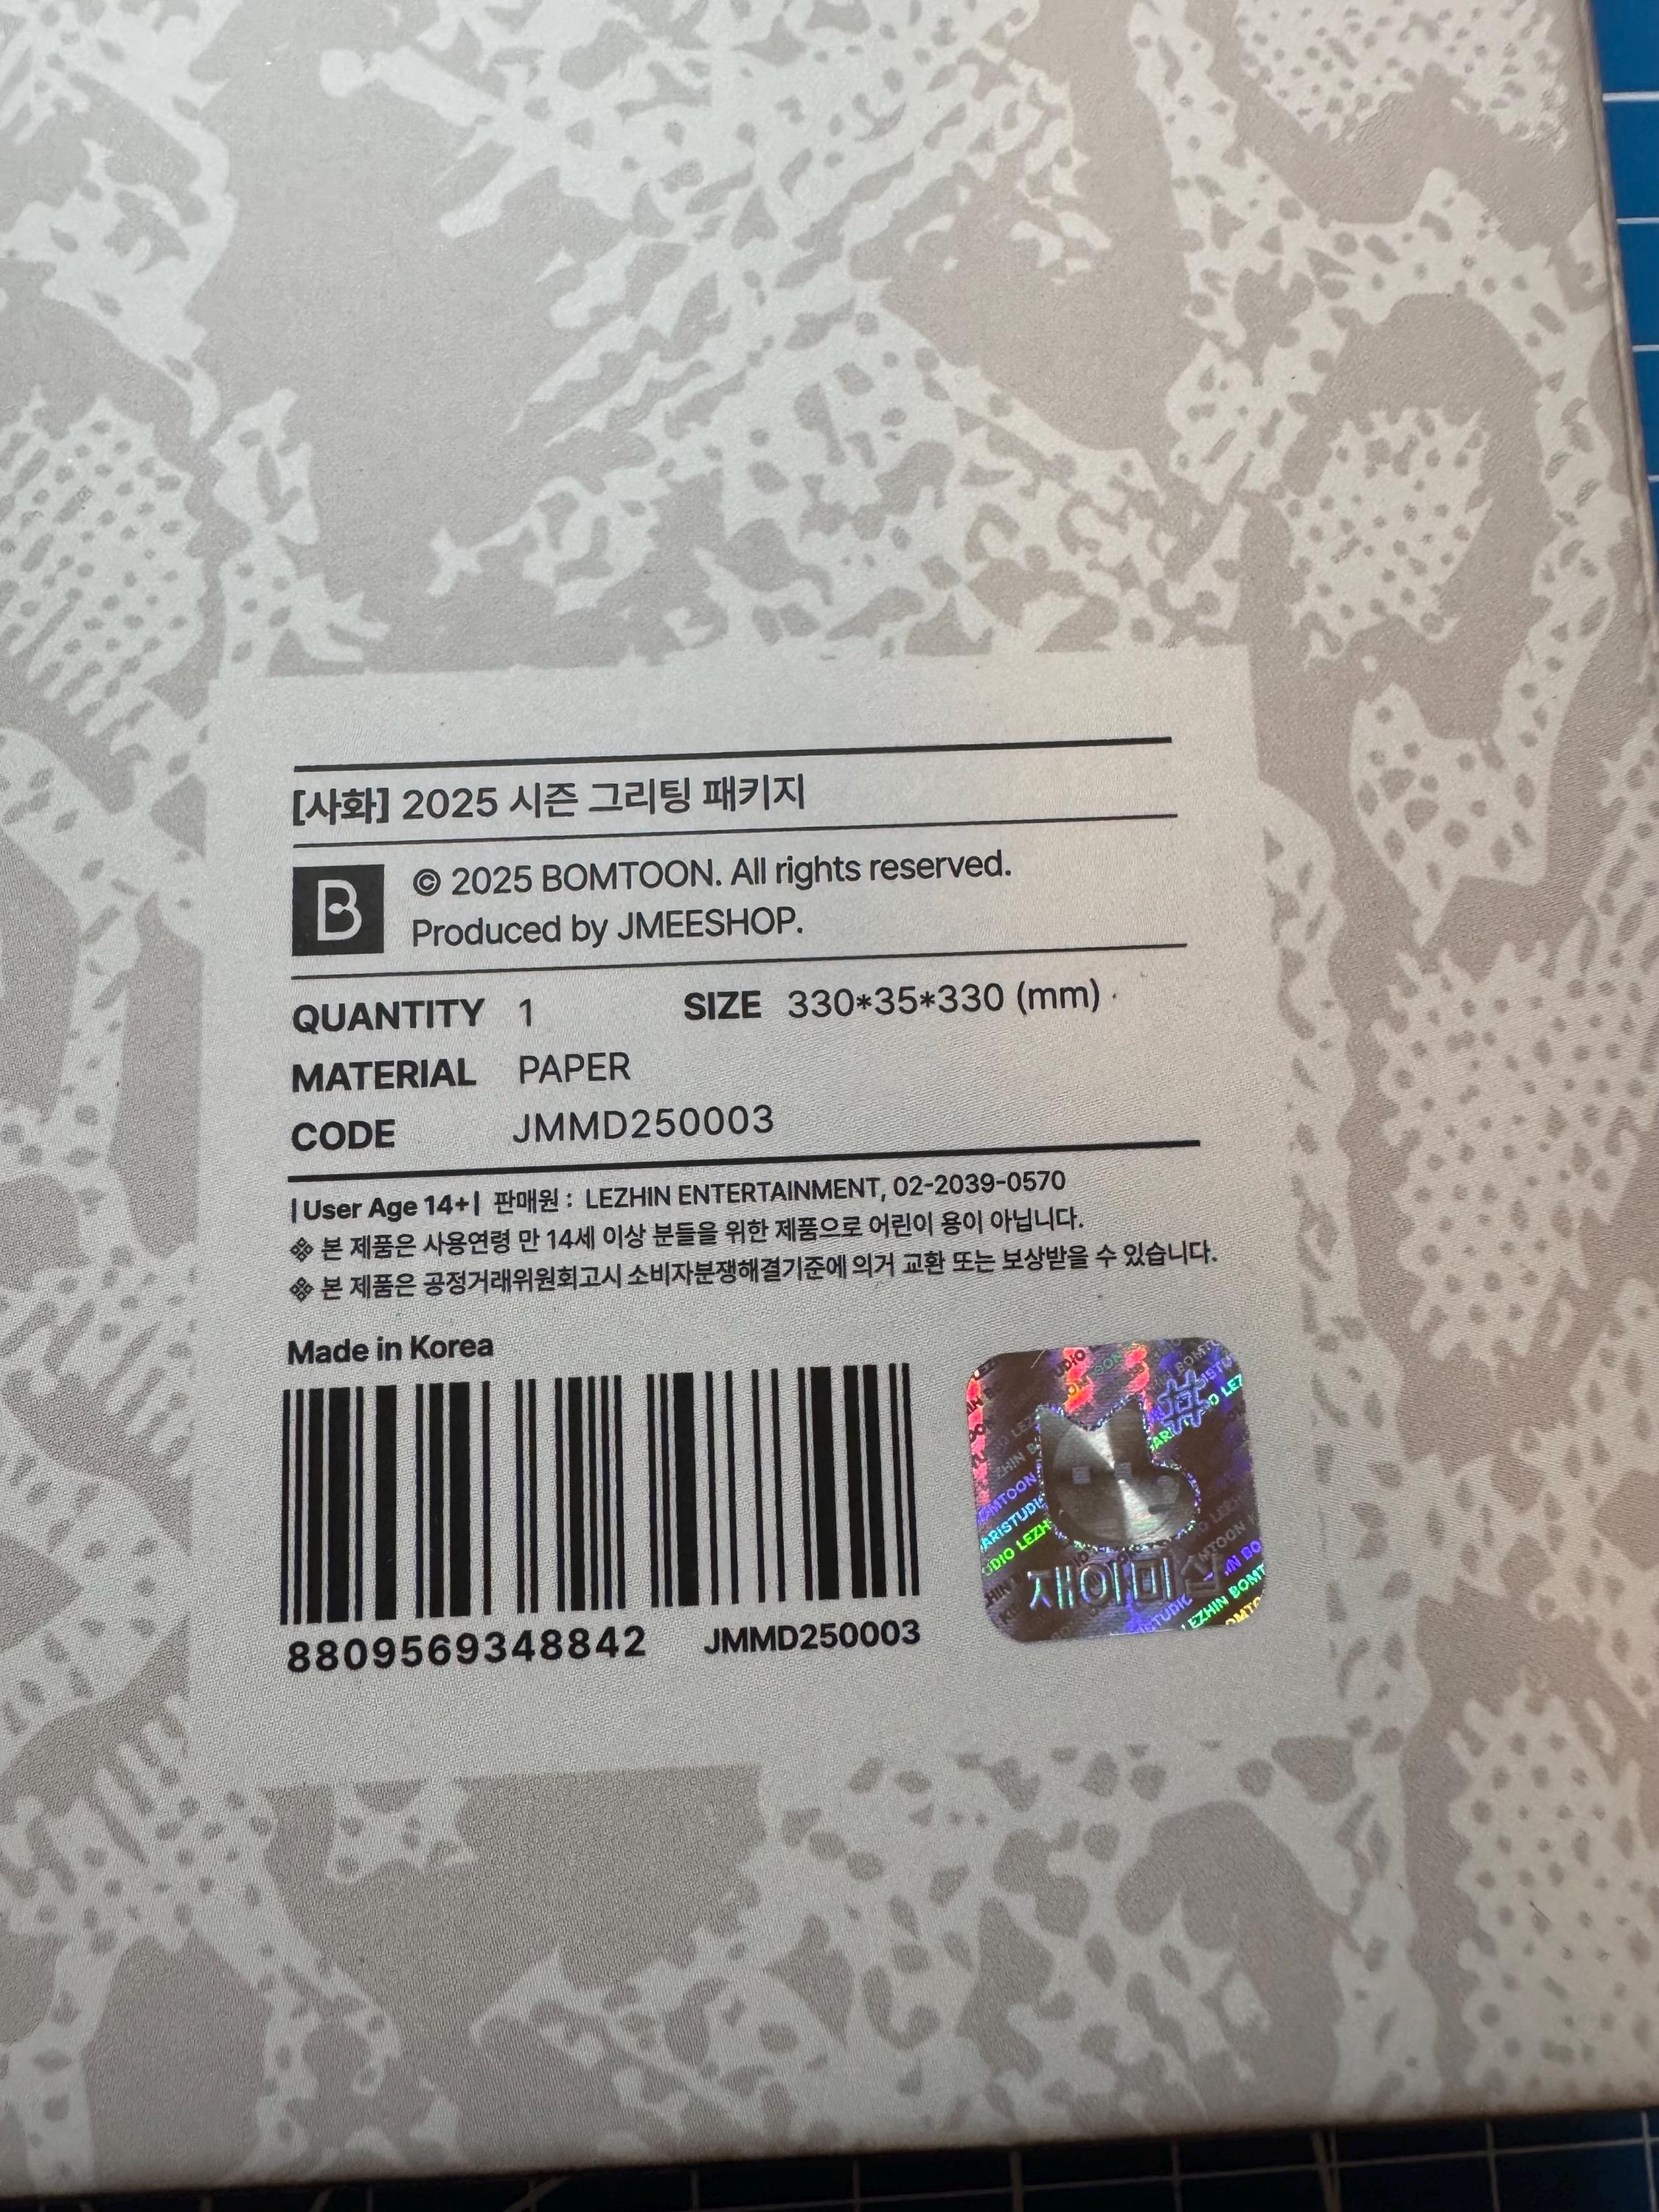 [사화] 2025 시즌 그리팅 패키지
B
© 2025 BOMTOON. All rights reserved.
Produced by JMEESHOP.
QUANTITY 1 SIZE 330*35*330 (mm)
MATERIAL PAPER
CODE JMMD250003
| User Age 14+| 판매원 : LEZHIN ENTERTAINMENT, 02-2039-0570
※ 본 제품은 사용연령 만 14세 이상 분들을 위한 제품으로 어린이 용이 아닙니다.
※ 본 제품은 공정거래위원회고시 소비자분쟁해결기준에 의거 교환 또는 보상받을 수 있습니다.
Made in Korea
8809569348842 JMMD250003
재이미샵